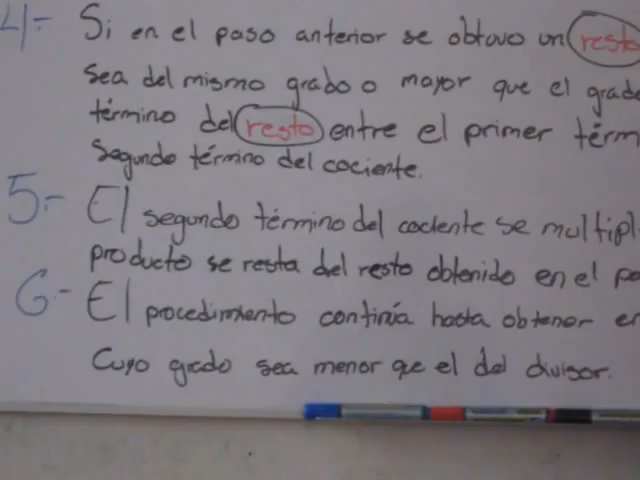 4.- Si en el paso anterior se obtuvo un resto
sea del mismo grado o mayor que el grado
término del resto entre el primer térm
segundo término del cociente.
5.- El segundo término del cociente se multipl
producto se resta del resto obtenido en el pa
6.- El procedimiento continúa hasta obtener en
cuyo grado sea menor que el del divisor.